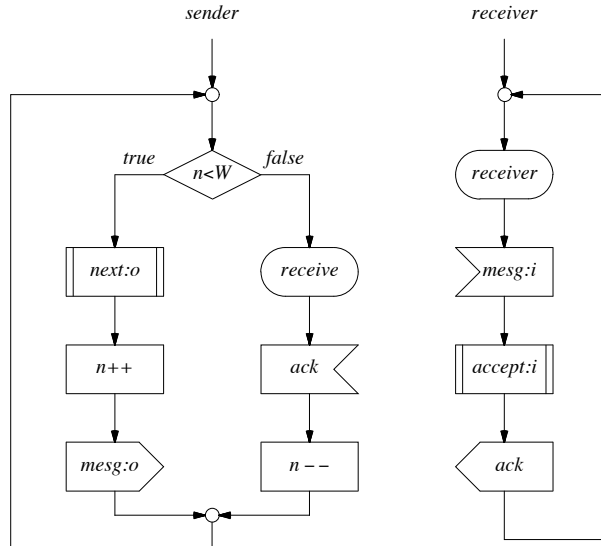 sender
receiver
true
n<W
false
receiver
next:o
receive
mesg:i
n++
ack
accept:i
mesg:o
n--
ack